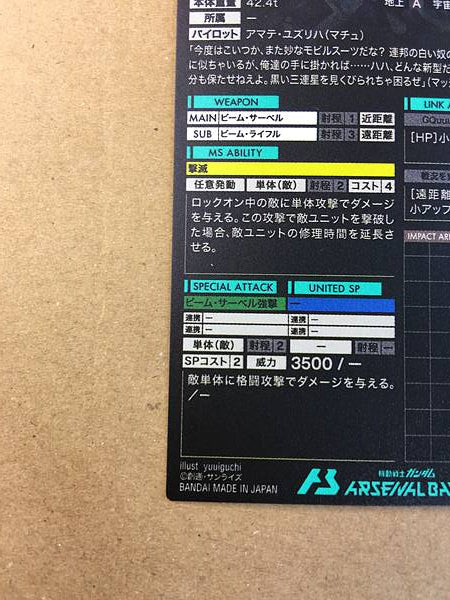 本体重量 42.4t 地上 A 宇宙
所属 ー
パイロット アマテ・ユズリハ(マチュ)
「今度はこいつか、また妙なモビルスーツだな? 連邦の白い奴の
に似ちゃいるが、俺達の手に掛かれば……ハハ、どんな新型だ
分も保たせねえよ。黒い三連星を見くびられちゃ困るぜ」(マッシ
WEAPON LINK A
MAIN ビーム・サーベル 射程 1 近距離 GQuuu
SUB ビーム・ライフル 射程 3 遠距離 [HP]小
MS ABILITY
撃滅
任意発動 単体(敵) 射程 2 コスト 4 戦況を
ロックオン中の敵に単体攻撃でダメージ [遠距離
を与える。この攻撃で敵ユニットを撃破し 小アップ
た場合、敵ユニットの修理時間を延長さ
せる。
IMPACT ARE
SPECIAL ATTACK UNITED SP
ビーム・サーベル強撃 ー
連携 ー 連携 ー
連携 ー 連携 ー
単体(敵) 射程 2 ー 射程 ー
SPコスト 2 威力 3500 / ー
敵単体に格闘攻撃でダメージを与える。
/ー
illust yuuiguchi
©創通・サンライズ
BANDAI MADE IN JAPAN
機動戦士ガンダム
ARSENAL BA